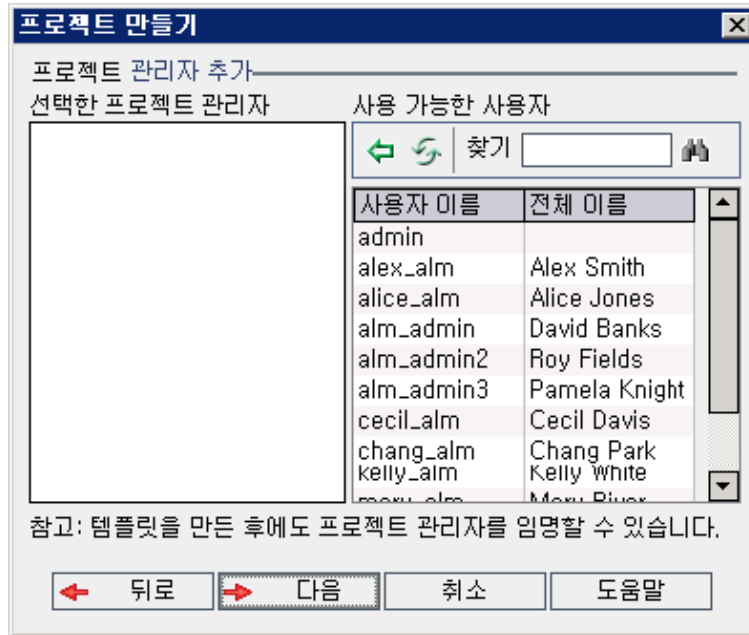 프로젝트 만들기
프로젝트 관리자 추가
선택한 프로젝트 관리자
사용 가능한 사용자
찾기
사용자 이름 전체 이름
admin
alex_alm Alex Smith
alice_alm Alice Jones
alm_admin David Banks
alm_admin2 Roy Fields
alm_admin3 Pamela Knight
cecil_alm Cecil Davis
chang_alm Chang Park
kelly_alm Kelly White
mary_alm Mary River
참고: 템플릿을 만든 후에도 프로젝트 관리자를 임명할 수 있습니다.
뒤로 다음 취소 도움말